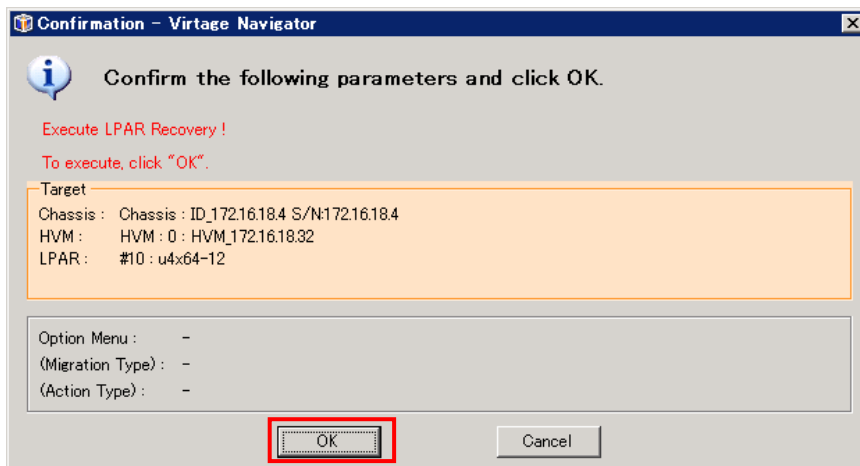 Confirmation - Virtage Navigator
Confirm the following parameters and click OK.
Execute LPAR Recovery !
To execute, click "OK".
Target
Chassis : Chassis : ID_172.16.18.4 S/N:172.16.18.4
HVM : HVM : 0 : HVM_172.16.18.32
LPAR : #10 : u4x64-12
Option Menu : -
(Migration Type) : -
(Action Type) : -
OK Cancel